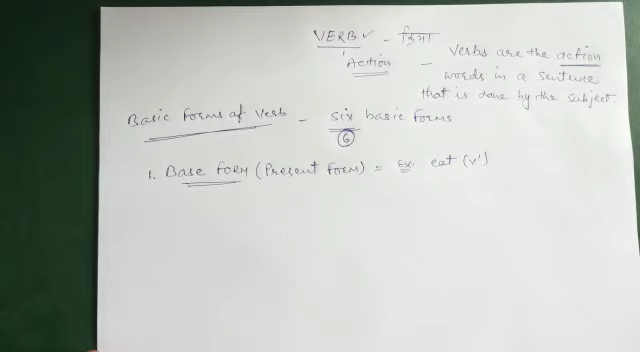 VERB ✓ - क्रिया
Action - Verbs are the action
words in a sentence
that is done by the subject.
Basic Forms of Verb - six basic forms
6
1. Base FORM (Present FORM) = Ex. eat (v¹)